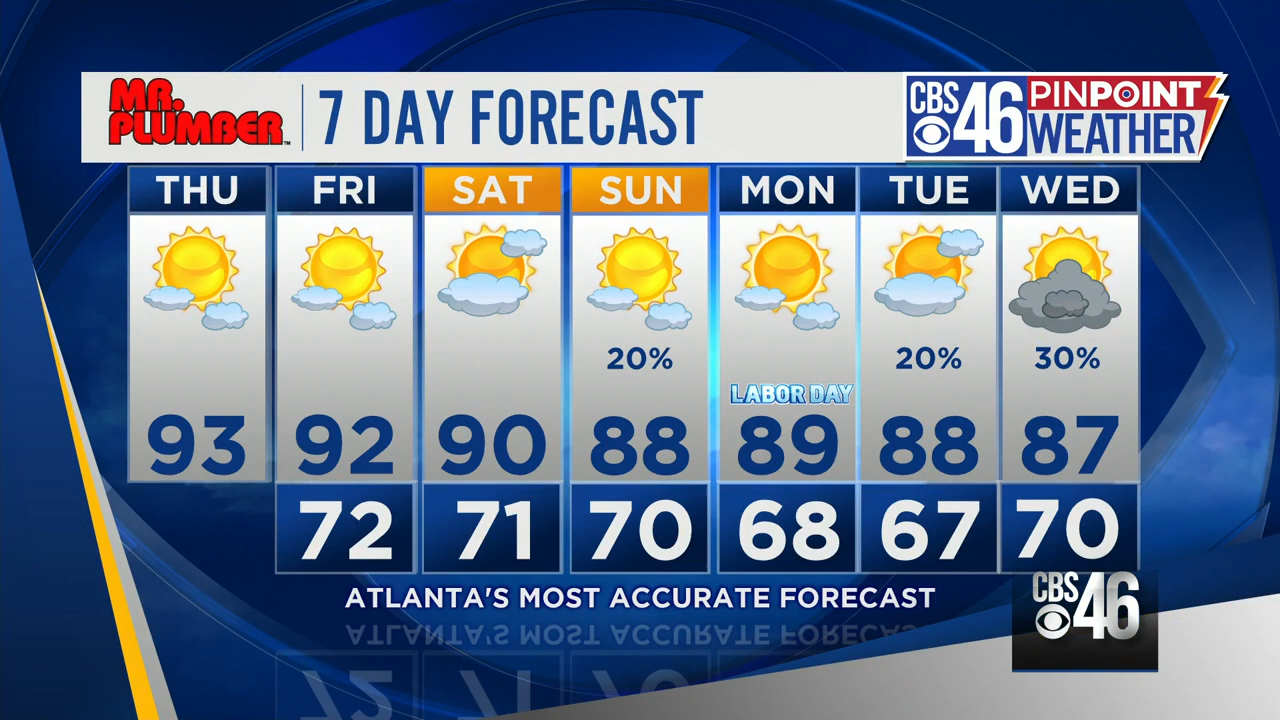 MR. PLUMBER™
7 DAY FORECAST
CBS 46 PINPOINT WEATHER
THU FRI SAT SUN MON TUE WED
20% 20% 30%
LABOR DAY
93 92 90 88 89 88 87
72 71 70 68 67 70
ATLANTA'S MOST ACCURATE FORECAST
CBS 46